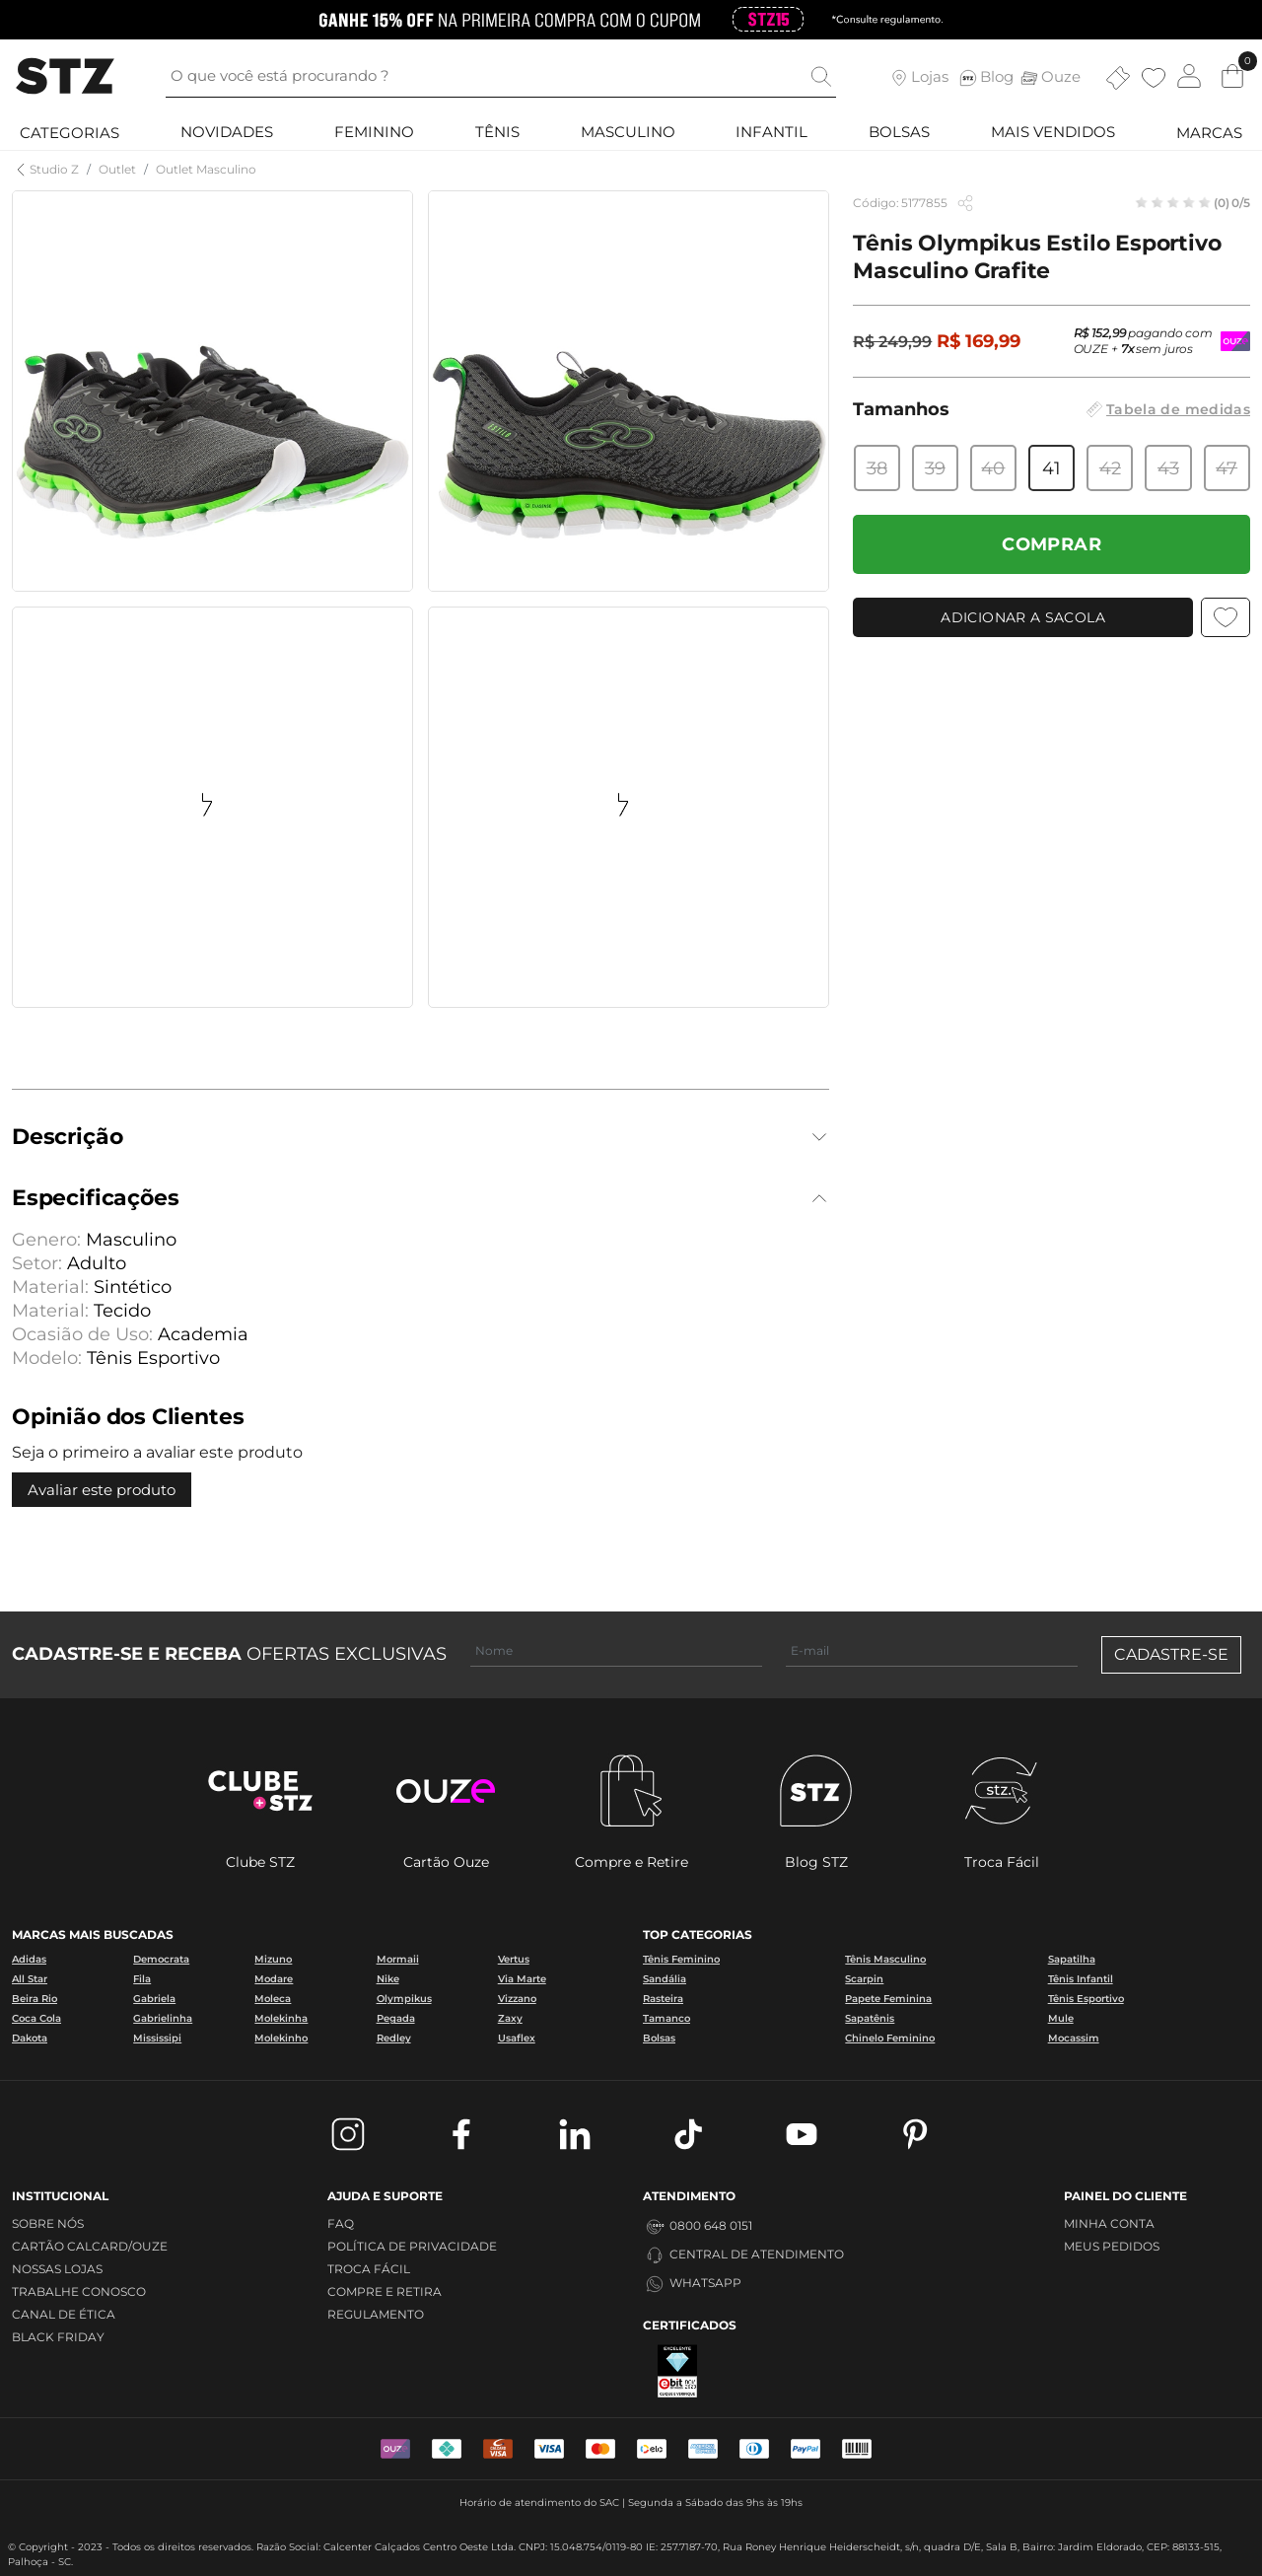 GANHE 15% OFF NA PRIMEIRA COMPRA COM O CUPOM STZ15 *Consulte regulamento.
STZ
O que você está procurando ?
Lojas
STZ Blog
Ouze
0
CATEGORIAS NOVIDADES FEMININO TÊNIS MASCULINO INFANTIL BOLSAS MAIS VENDIDOS MARCAS
Studio Z / Outlet / Outlet Masculino
Código: 5177855
(0) 0/5
Tênis Olympikus Estilo Esportivo
Masculino Grafite
R$ 249,99 R$ 169,99
R$ 152,99 pagando com
OUZE + 7x sem juros
Tamanhos
Tabela de medidas
38 39 40 41 42 43 47
COMPRAR
ADICIONAR A SACOLA
Descrição
Especificações
Genero: Masculino
Setor: Adulto
Material: Sintético
Material: Tecido
Ocasião de Uso: Academia
Modelo: Tênis Esportivo
Opinião dos Clientes
Seja o primeiro a avaliar este produto
Avaliar este produto
CADASTRE-SE E RECEBA OFERTAS EXCLUSIVAS
Nome
E-mail
CADASTRE-SE
CLUBE
+STZ
ouze
STZ
stz.
Clube STZ
Cartão Ouze
Compre e Retire
Blog STZ
Troca Fácil
MARCAS MAIS BUSCADAS
Adidas Democrata Mizuno Mormaii Vertus
All Star Fila Modare Nike Via Marte
Beira Rio Gabriela Moleca Olympikus Vizzano
Coca Cola Gabrielinha Molekinha Pegada Zaxy
Dakota Mississipi Molekinho Redley Usaflex
TOP CATEGORIAS
Tênis Feminino Tênis Masculino Sapatilha
Sandália Scarpin Tênis Infantil
Rasteira Papete Feminina Tênis Esportivo
Tamanco Sapatênis Mule
Bolsas Chinelo Feminino Mocassim
INSTITUCIONAL
SOBRE NÓS
CARTÃO CALCARD/OUZE
NOSSAS LOJAS
TRABALHE CONOSCO
CANAL DE ÉTICA
BLACK FRIDAY
AJUDA E SUPORTE
FAQ
POLÍTICA DE PRIVACIDADE
TROCA FÁCIL
COMPRE E RETIRA
REGULAMENTO
ATENDIMENTO
0800 648 0151
CENTRAL DE ATENDIMENTO
WHATSAPP
CERTIFICADOS
EXCELENTE
ebit
PAINEL DO CLIENTE
MINHA CONTA
MEUS PEDIDOS
VISA
VISA
elo
PayPal
Horário de atendimento do SAC | Segunda a Sábado das 9hs às 19hs
© Copyright - 2023 - Todos os direitos reservados. Razão Social: Calcenter Calçados Centro Oeste Ltda. CNPJ: 15.048.754/0119-80 IE: 257.7187-70, Rua Roney Henrique Heiderscheidt, s/n, quadra D/E, Sala B, Bairro: Jardim Eldorado, CEP: 88133-515,
Palhoça - SC.